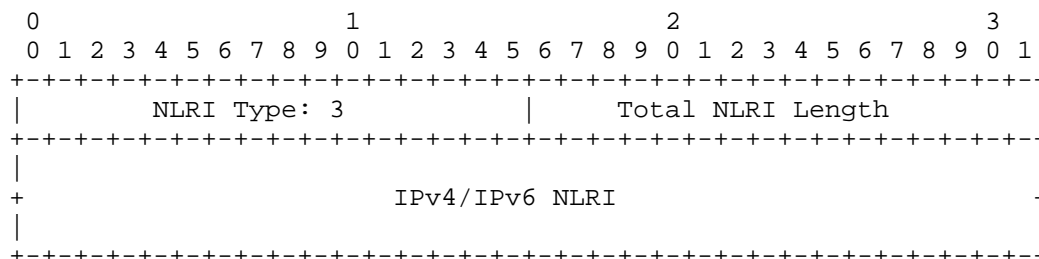 0                   1                   2                   3
 0 1 2 3 4 5 6 7 8 9 0 1 2 3 4 5 6 7 8 9 0 1 2 3 4 5 6 7 8 9 0 1
+-+-+-+-+-+-+-+-+-+-+-+-+-+-+-+-+-+-+-+-+-+-+-+-+-+-+-+-+-+-+-+-
|        NLRI Type: 3           |     Total NLRI Length
+-+-+-+-+-+-+-+-+-+-+-+-+-+-+-+-+-+-+-+-+-+-+-+-+-+-+-+-+-+-+-+-
|
+                       IPv4/IPv6 NLRI                          -
|
+-+-+-+-+-+-+-+-+-+-+-+-+-+-+-+-+-+-+-+-+-+-+-+-+-+-+-+-+-+-+-+-